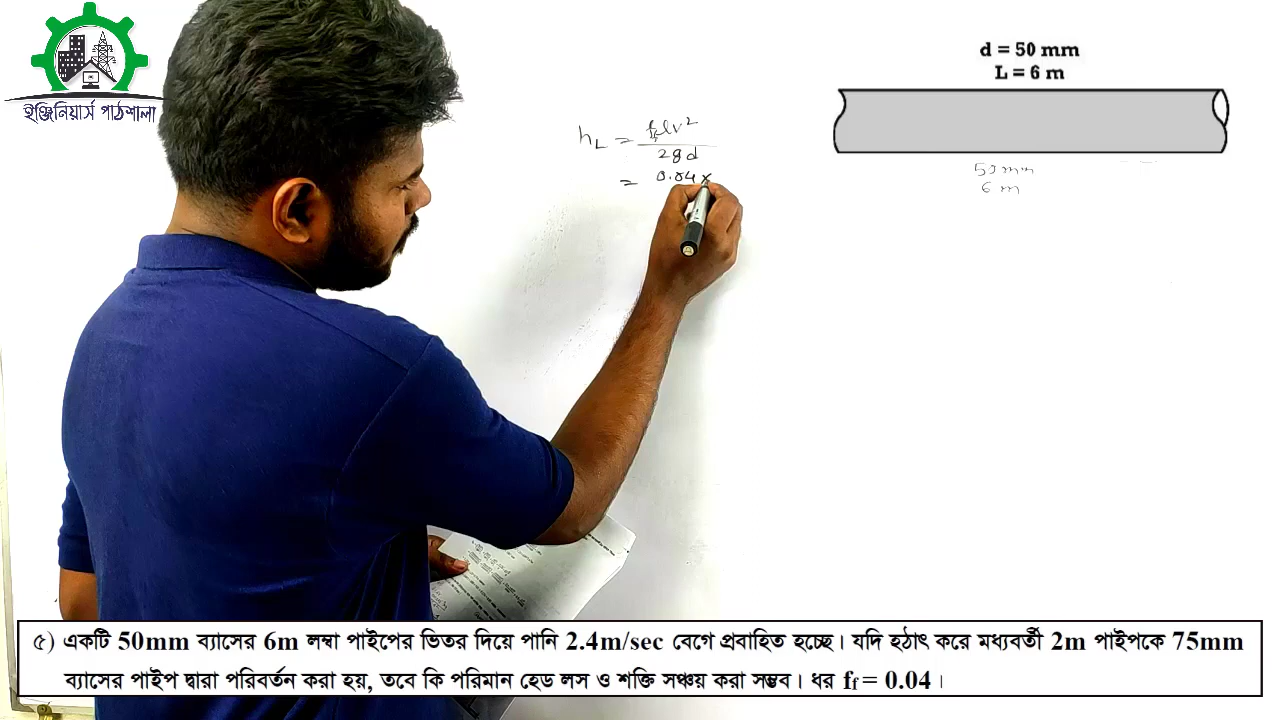 ইঞ্জিনিয়ার্স পাঠশালা
d = 50 mm
L = 6 m
h_L = f_f l v²
2gd
= 0.04 ×
50 mm
6 m
৫) একটি 50mm ব্যাসের 6m লম্বা পাইপের ভিতর দিয়ে পানি 2.4m/sec বেগে প্রবাহিত হচ্ছে। যদি হঠাৎ করে মধ্যবর্তী 2m পাইপকে 75mm
ব্যাসের পাইপ দ্বারা পরিবর্তন করা হয়, তবে কি পরিমান হেড লস ও শক্তি সঞ্চয় করা সম্ভব। ধর f_f = 0.04।